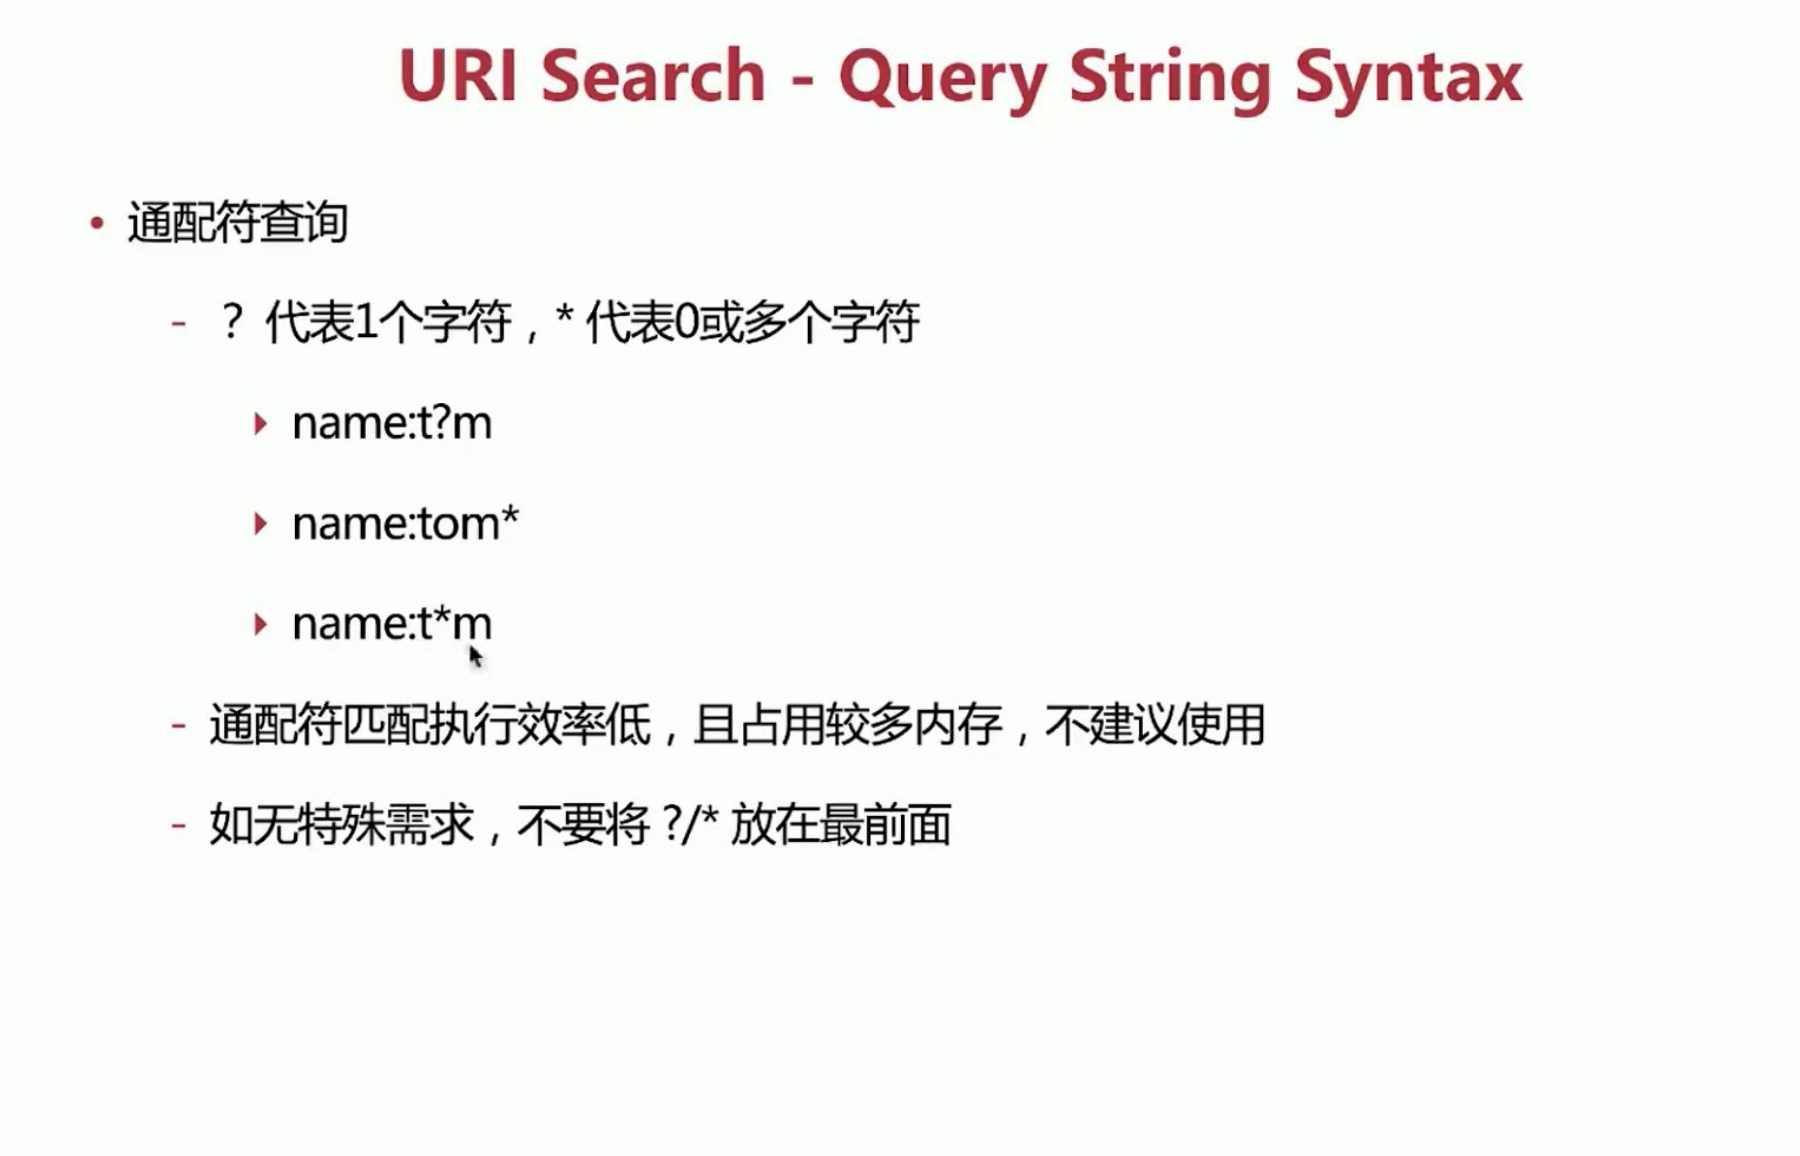 URI Search - Query String Syntax
• 通配符查询
- ? 代表1个字符，* 代表0或多个字符
name:t?m
name:tom*
name:t*m
- 通配符匹配执行效率低，且占用较多内存，不建议使用
- 如无特殊需求，不要将 ?/* 放在最前面